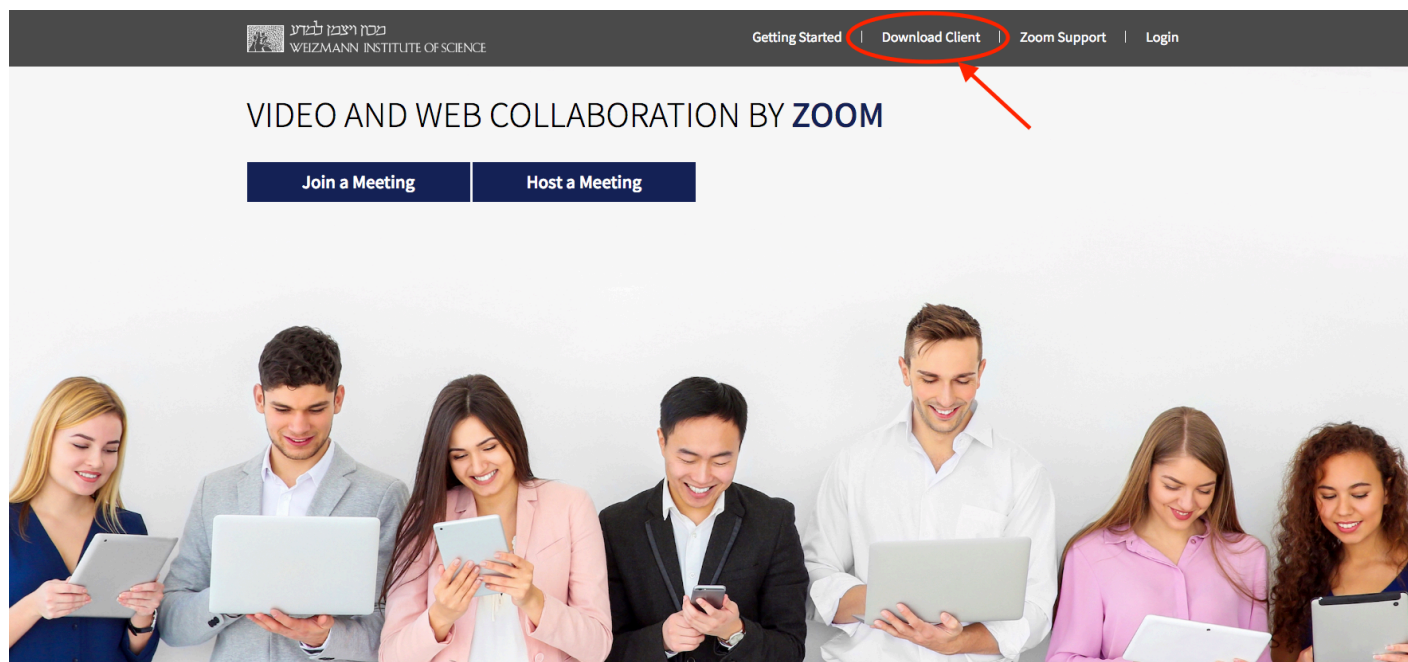 מכון ויצמן למדע
WEIZMANN INSTITUTE OF SCIENCE
Getting Started | Download Client | Zoom Support | Login
VIDEO AND WEB COLLABORATION BY ZOOM
Join a Meeting Host a Meeting